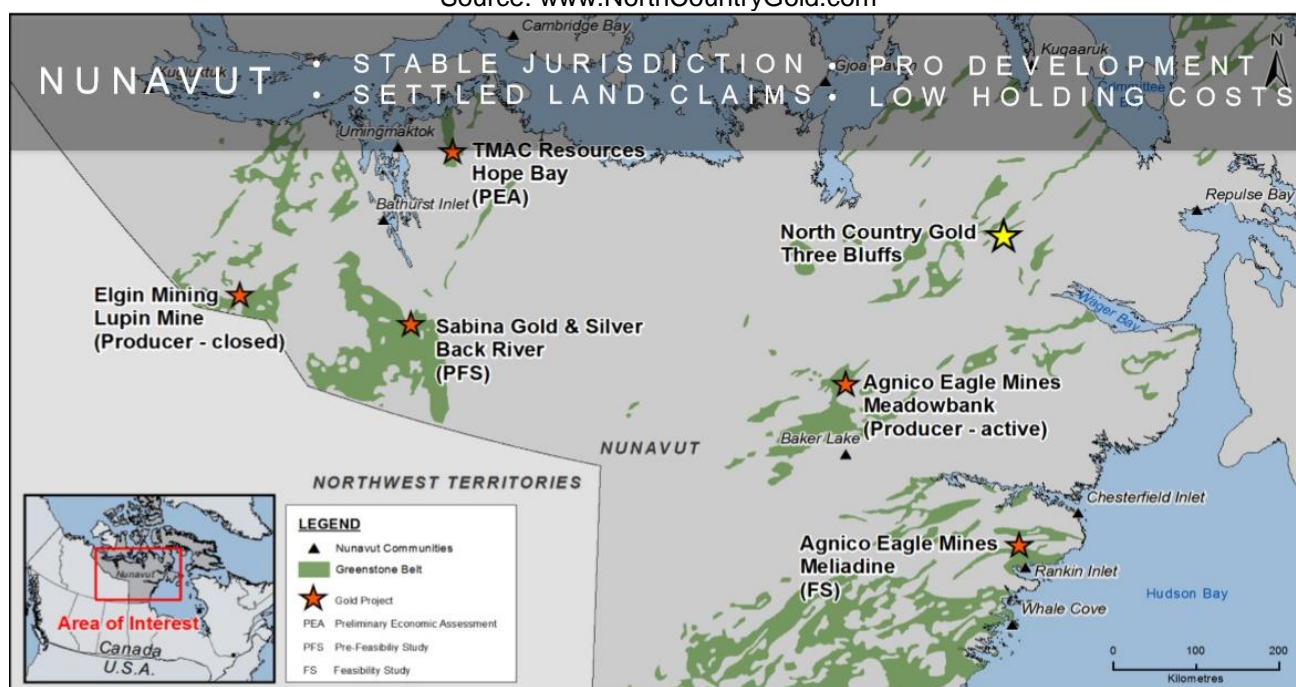 Source: www.NorthCountryGold.com
Cambridge Bay
Kugaaruk
N
Kugluktuk
Gjoa Haven
NUNAVUT
• STABLE JURISDICTION • PRO DEVELOPMENT
• SETTLED LAND CLAIMS • LOW HOLDING COSTS
Committee
Umingmaktok
TMAC Resources
Hope Bay
(PEA)
Bathurst Inlet
Repulse Bay
North Country Gold
Three Bluffs
Elgin Mining
Lupin Mine
(Producer - closed)
Wager Bay
Sabina Gold & Silver
Back River
(PFS)
Agnico Eagle Mines
Meadowbank
(Producer - active)
Baker Lake
NUNAVUT
NORTHWEST TERRITORIES
Chesterfield Inlet
Agnico Eagle Mines
Meliadine
(FS)
Rankin Inlet
Whale Cove
Hudson Bay
LEGEND
Nunavut Communities
Greenstone Belt
Gold Project
PEA Preliminary Economic Assessment
PFS Pre-Feasibiliy Study
FS Feasibility Study
Nunavut
Area of Interest
Canada
U.S.A.
0 100 200
Kilometres